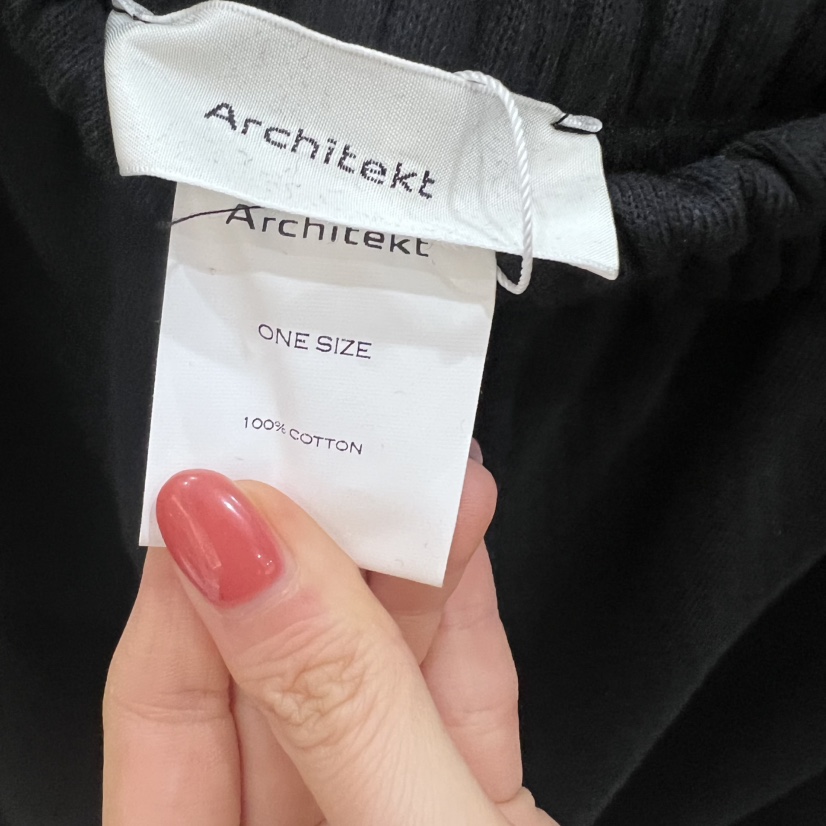 Architekt
Architekt
ONE SIZE
100% COTTON